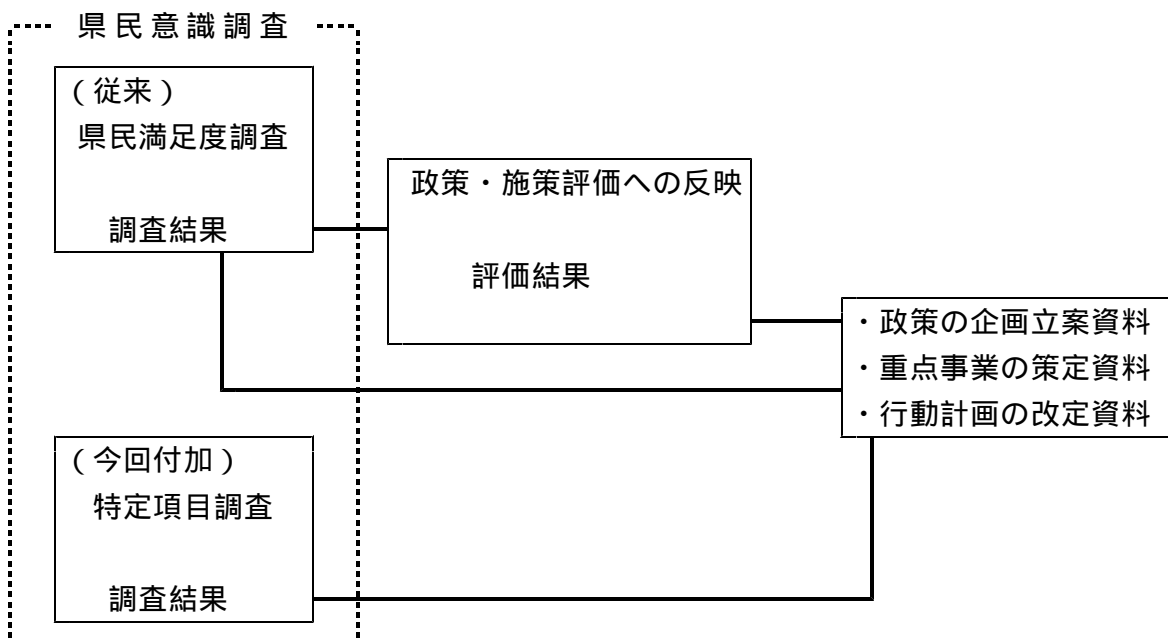 県民意識調査
（従来）
県民満足度調査
調査結果
政策・施策評価への反映
評価結果
・政策の企画立案資料
・重点事業の策定資料
・行動計画の改定資料
（今回付加）
特定項目調査
調査結果